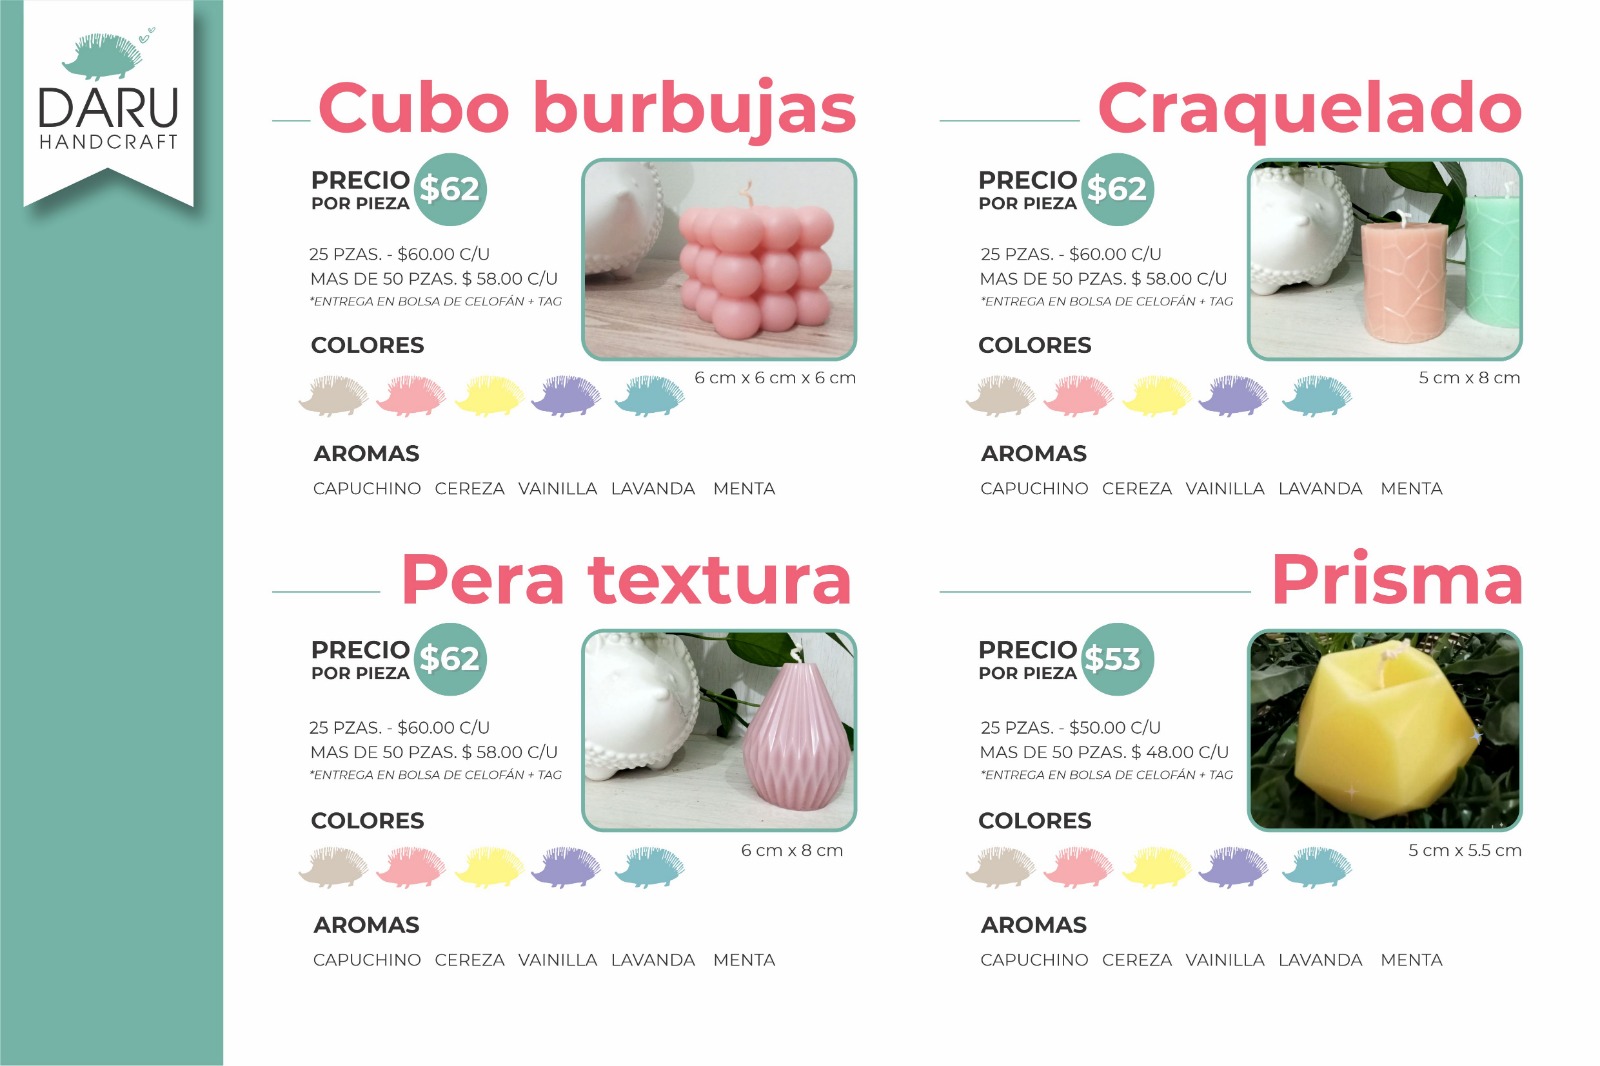 DARU
HANDCRAFT
Cubo burbujas
PRECIO
POR PIEZA
$62
25 PZAS. - $60.00 C/U
MAS DE 50 PZAS. $ 58.00 C/U
*ENTREGA EN BOLSA DE CELOFÁN + TAG
COLORES
6 cm x 6 cm x 6 cm
AROMAS
CAPUCHINO CEREZA VAINILLA LAVANDA MENTA
Craquelado
PRECIO
POR PIEZA
$62
25 PZAS. - $60.00 C/U
MAS DE 50 PZAS. $ 58.00 C/U
*ENTREGA EN BOLSA DE CELOFÁN + TAG
COLORES
5 cm x 8 cm
AROMAS
CAPUCHINO CEREZA VAINILLA LAVANDA MENTA
Pera textura
PRECIO
POR PIEZA
$62
25 PZAS. - $60.00 C/U
MAS DE 50 PZAS. $ 58.00 C/U
*ENTREGA EN BOLSA DE CELOFÁN + TAG
COLORES
6 cm x 8 cm
AROMAS
CAPUCHINO CEREZA VAINILLA LAVANDA MENTA
Prisma
PRECIO
POR PIEZA
$53
25 PZAS. - $50.00 C/U
MAS DE 50 PZAS. $ 48.00 C/U
*ENTREGA EN BOLSA DE CELOFÁN + TAG
COLORES
5 cm x 5.5 cm
AROMAS
CAPUCHINO CEREZA VAINILLA LAVANDA MENTA